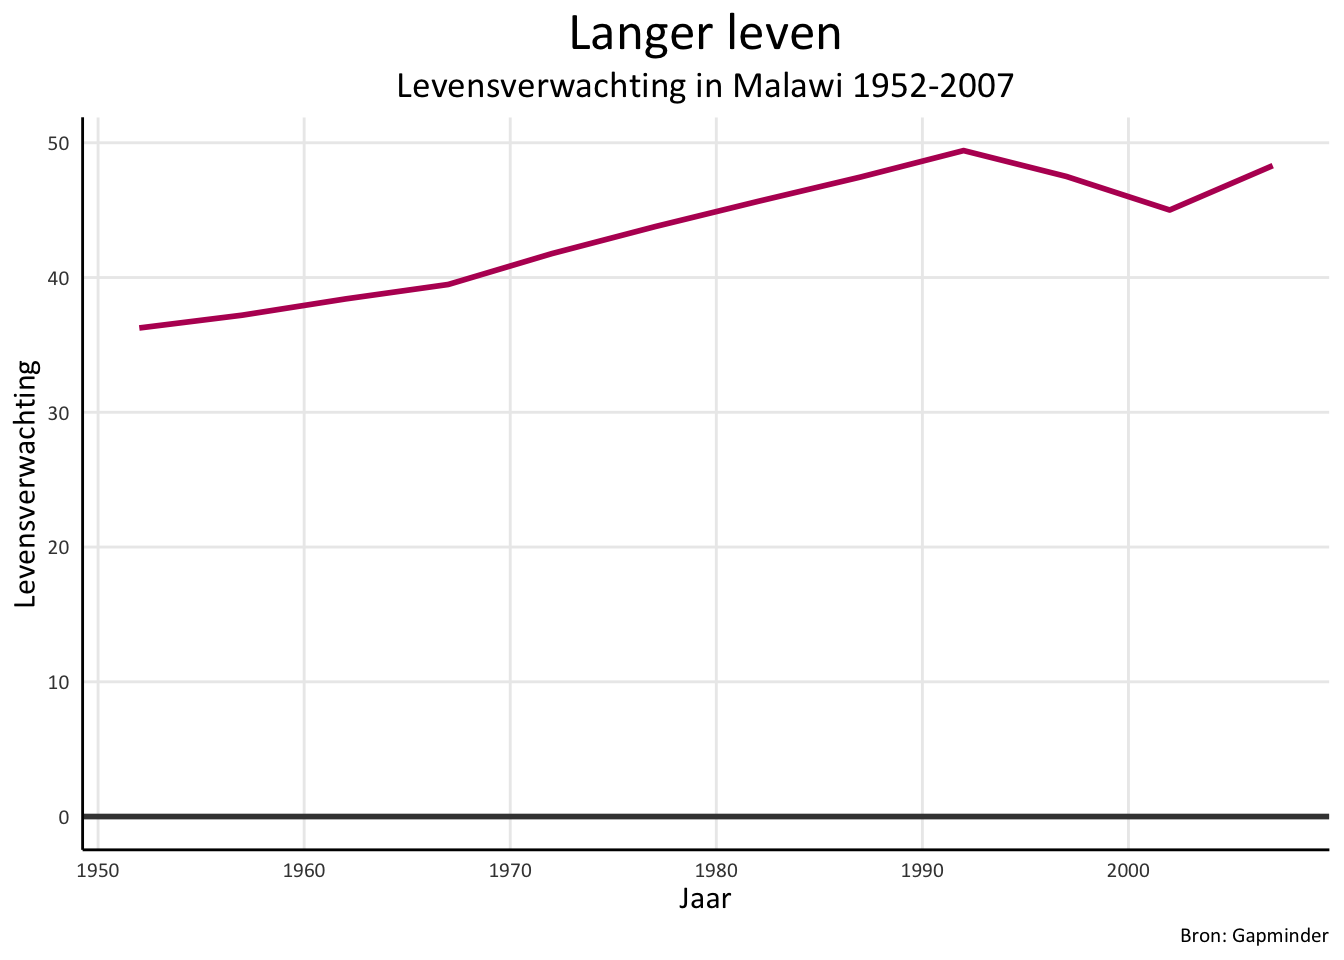 Langer leven
Levensverwachting in Malawi 1952-2007
Levensverwachting
50
40
30
20
10
0
1950 1960 1970 1980 1990 2000
Jaar
Bron: Gapminder